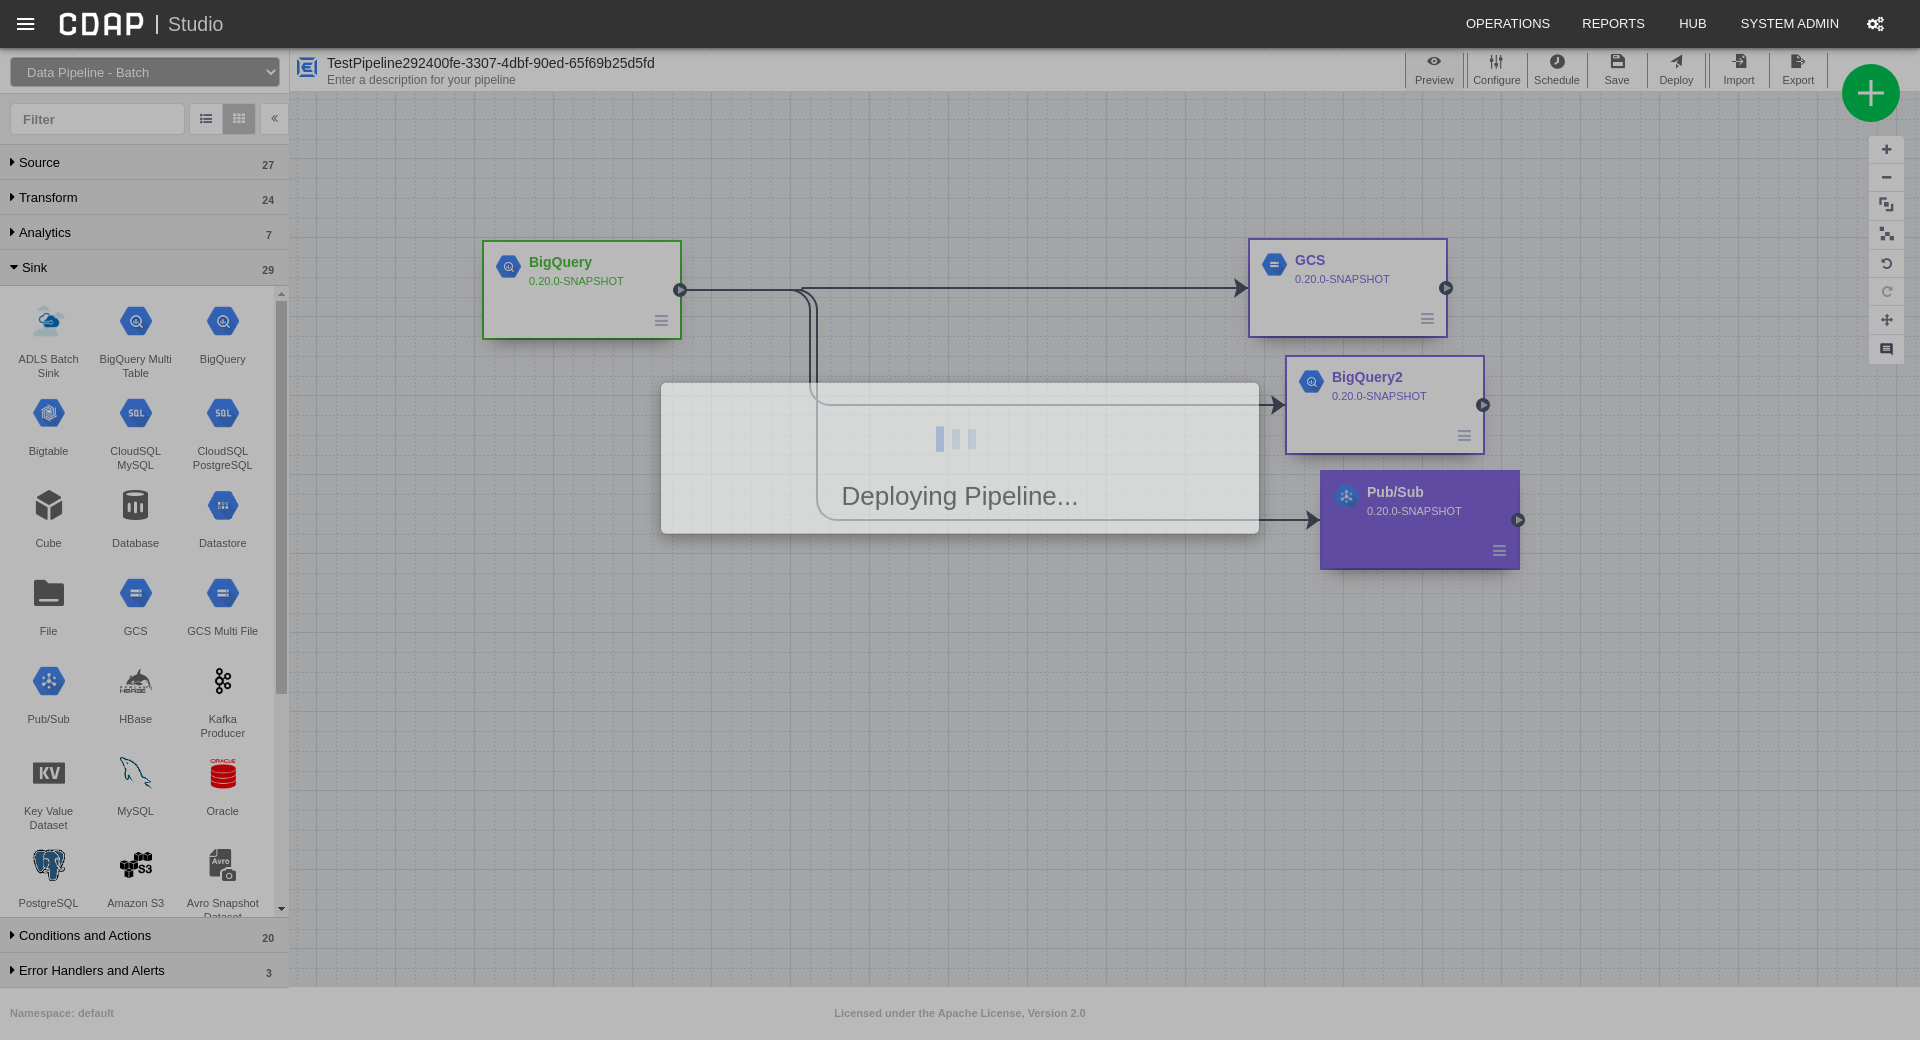 CDAP | Studio
OPERATIONS REPORTS HUB SYSTEM ADMIN
Data Pipeline - Batch
TestPipeline292400fe-3307-4dbf-90ed-65f69b25d5fd
Enter a description for your pipeline
Preview Configure Schedule Save Deploy Import Export
Filter
Source 27
Transform 24
Analytics 7
Sink 29
ADLS Batch
Sink
BigQuery Multi
Table
BigQuery
Bigtable
SQL
CloudSQL
MySQL
SQL
CloudSQL
PostgreSQL
Cube
Database
Datastore
File
GCS
GCS Multi File
Pub/Sub
HBASE
HBase
Kafka
Producer
KV
Key Value
Dataset
MySQL
ORACLE
Oracle
PostgreSQL
S3
Amazon S3
Avro
Avro Snapshot
Dataset
Conditions and Actions 20
Error Handlers and Alerts 3
BigQuery
0.20.0-SNAPSHOT
GCS
0.20.0-SNAPSHOT
BigQuery2
0.20.0-SNAPSHOT
Pub/Sub
0.20.0-SNAPSHOT
Deploying Pipeline...
Namespace: default
Licensed under the Apache License, Version 2.0